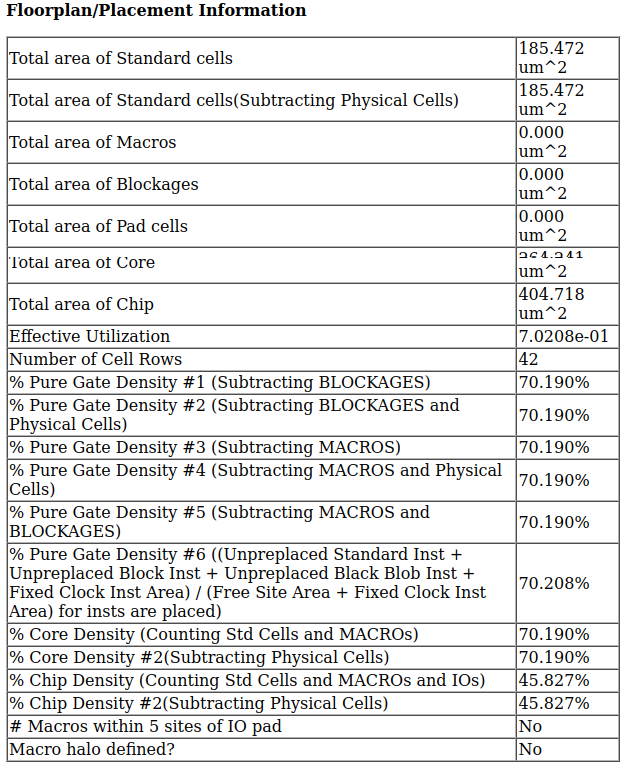 Floorplan/Placement Information
Total area of Standard cells
185.472
um^2
Total area of Standard cells(Subtracting Physical Cells)
185.472
um^2
Total area of Macros
0.000
um^2
Total area of Blockages
0.000
um^2
Total area of Pad cells
0.000
um^2
Total area of Core
um^2
Total area of Chip
404.718
um^2
Effective Utilization
7.0208e-01
Number of Cell Rows
42
% Pure Gate Density #1 (Subtracting BLOCKAGES)
70.190%
% Pure Gate Density #2 (Subtracting BLOCKAGES and
Physical Cells)
70.190%
% Pure Gate Density #3 (Subtracting MACROS)
70.190%
% Pure Gate Density #4 (Subtracting MACROS and Physical
Cells)
70.190%
% Pure Gate Density #5 (Subtracting MACROS and
BLOCKAGES)
70.190%
% Pure Gate Density #6 ((Unpreplaced Standard Inst +
Unpreplaced Block Inst + Unpreplaced Black Blob Inst +
Fixed Clock Inst Area) / (Free Site Area + Fixed Clock Inst
Area) for insts are placed)
70.208%
% Core Density (Counting Std Cells and MACROs)
70.190%
% Core Density #2(Subtracting Physical Cells)
70.190%
% Chip Density (Counting Std Cells and MACROs and IOs)
45.827%
% Chip Density #2(Subtracting Physical Cells)
45.827%
# Macros within 5 sites of IO pad
No
Macro halo defined?
No